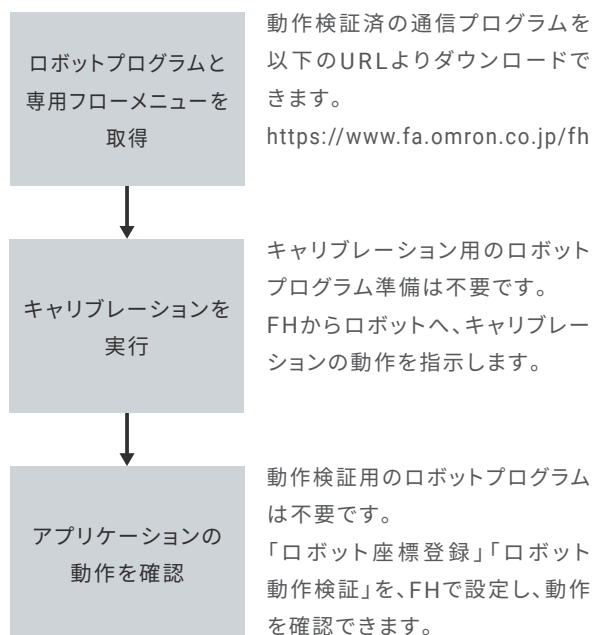 ロボットプログラムと
専用フローメニューを
取得
動作検証済の通信プログラムを
以下のURLよりダウンロードで
きます。
https://www.fa.omron.co.jp/fh
キャリブレーションを
実行
キャリブレーション用のロボット
プログラム準備は不要です。
FHからロボットへ、キャリブレー
ションの動作を指示します。
アプリケーションの
動作を確認
動作検証用のロボットプログラム
は不要です。
「ロボット座標登録」「ロボット
動作検証」を、FHで設定し、動作
を確認できます。